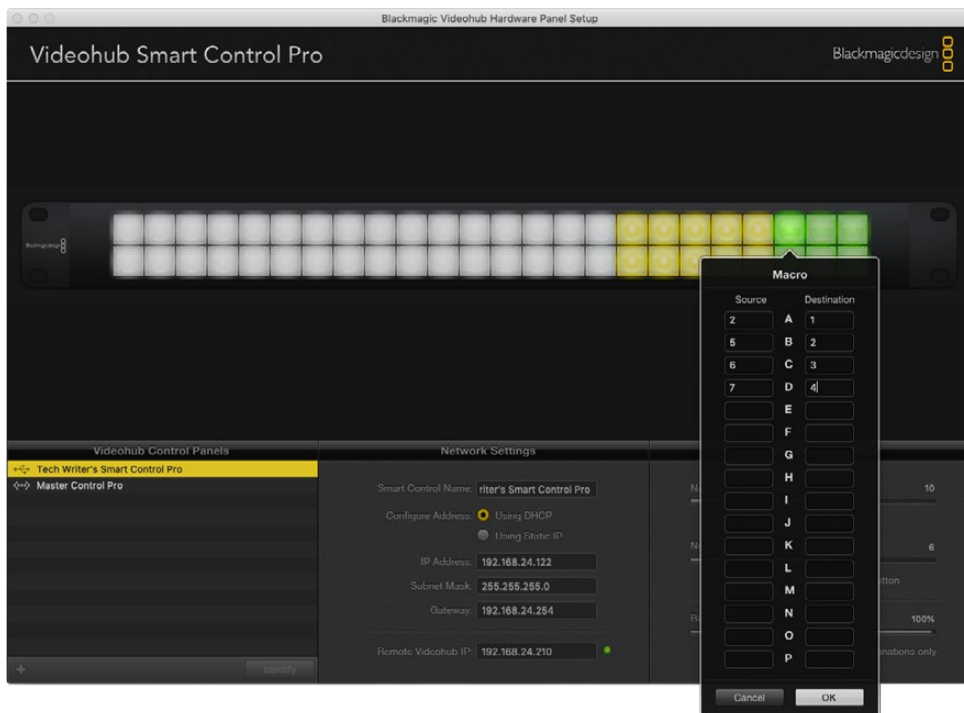 Blackmagic Videohub Hardware Panel Setup
Videohub Smart Control Pro
Blackmagicdesign
Blackmagicdesign
Macro
Source Destination
2 A 1
5 B 2
6 C 3
7 D 4
E
F
G
H
I
J
K
L
M
N
O
P
Cancel OK
Videohub Control Panels
Tech Writer's Smart Control Pro
Master Control Pro
+ Identify
Network Settings
Smart Control Name: riter's Smart Control Pro
Configure Address: Using DHCP
Using Static IP
IP Address: 192.168.24.122
Subnet Mask: 255.255.255.0
Gateway: 192.168.24.254
Remote Videohub IP: 192.168.24.210
10
6
100%
only